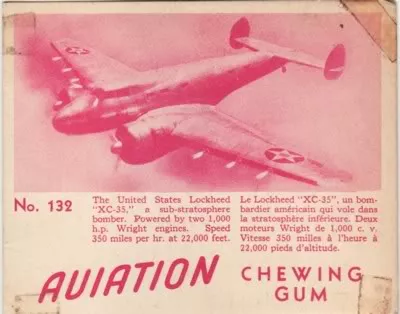 No. 132
The United States Lockheed
"XC-35," a sub-stratosphere
bomber. Powered by two 1,000
h.p. Wright engines. Speed
350 miles per hr. at 22,000 feet.
Le Lockheed "XC-35", un bom-
bardier américain qui vole dans
la stratosphère inférieure. Deux
moteurs Wright de 1,000 c. v.
Vitesse 350 milles à l'heure à
22,000 pieds d'altitude.
AVIATION CHEWING
GUM